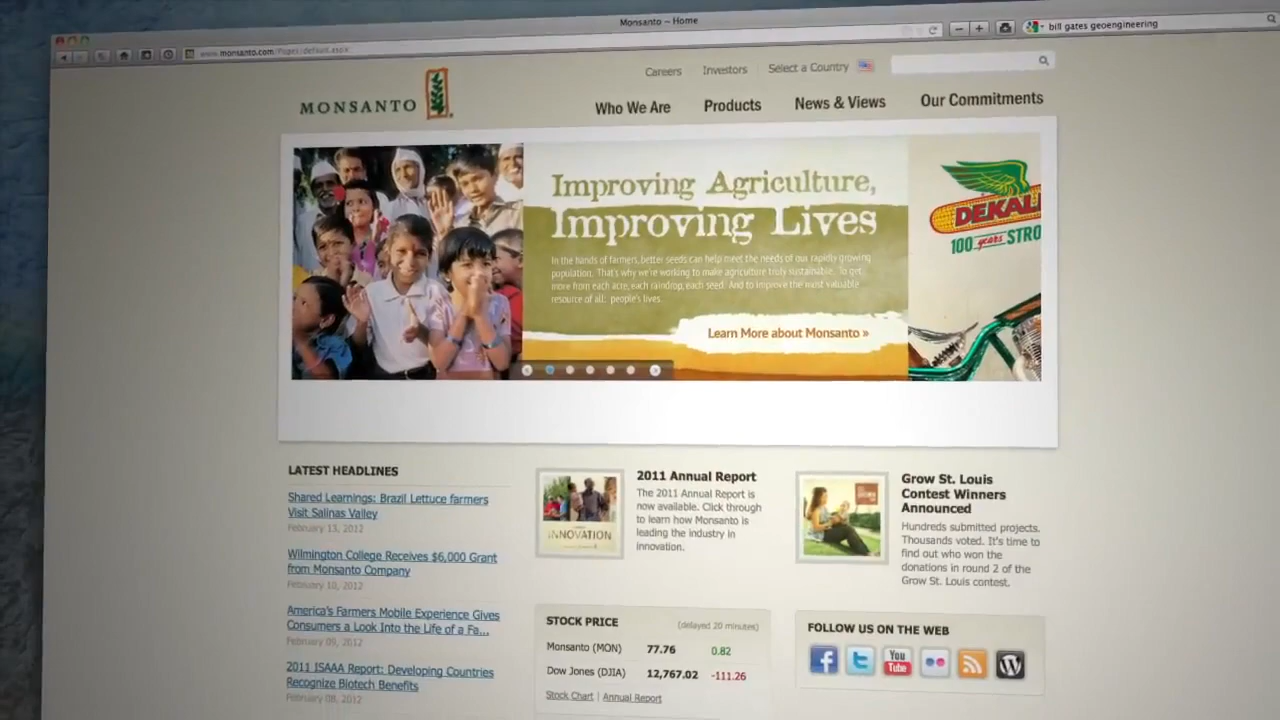 Monsanto — Home
www.monsanto.com/Pages/default.aspx
bill gates geoengineering
Careers
Investors
Select a Country
MONSANTO
Who We Are
Products
News & Views
Our Commitments
Improving Agriculture,
Improving Lives
In the hands of farmers, better seeds can help meet the needs of our rapidly growing
population. That's why we're working to make agriculture truly sustainable. To get
more from each acre, each raindrop, each seed. And to improve the most valuable
resource of all: people's lives.
Learn More about Monsanto »
DEKAL
100 years STRO
LATEST HEADLINES
Shared Learnings: Brazil Lettuce farmers
Visit Salinas Valley
February 13, 2012
Wilmington College Receives $6,000 Grant
from Monsanto Company
February 10, 2012
America's Farmers Mobile Experience Gives
Consumers a Look Into the Life of a Fa...
February 09, 2012
2011 ISAAA Report: Developing Countries
Recognize Biotech Benefits
February 08, 2012
INNOVATION
2011 Annual Report
The 2011 Annual Report is
now available. Click through
to learn how Monsanto is
leading the industry in
innovation.
Grow St. Louis
Contest Winners
Announced
Hundreds submitted projects.
Thousands voted. It's time to
find out who won the
donations in round 2 of the
Grow St. Louis contest.
STOCK PRICE
(delayed 20 minutes)
Monsanto (MON) 77.76 0.82
Dow Jones (DJIA) 12,767.02 -111.26
Stock Chart | Annual Report
FOLLOW US ON THE WEB
You
Tube